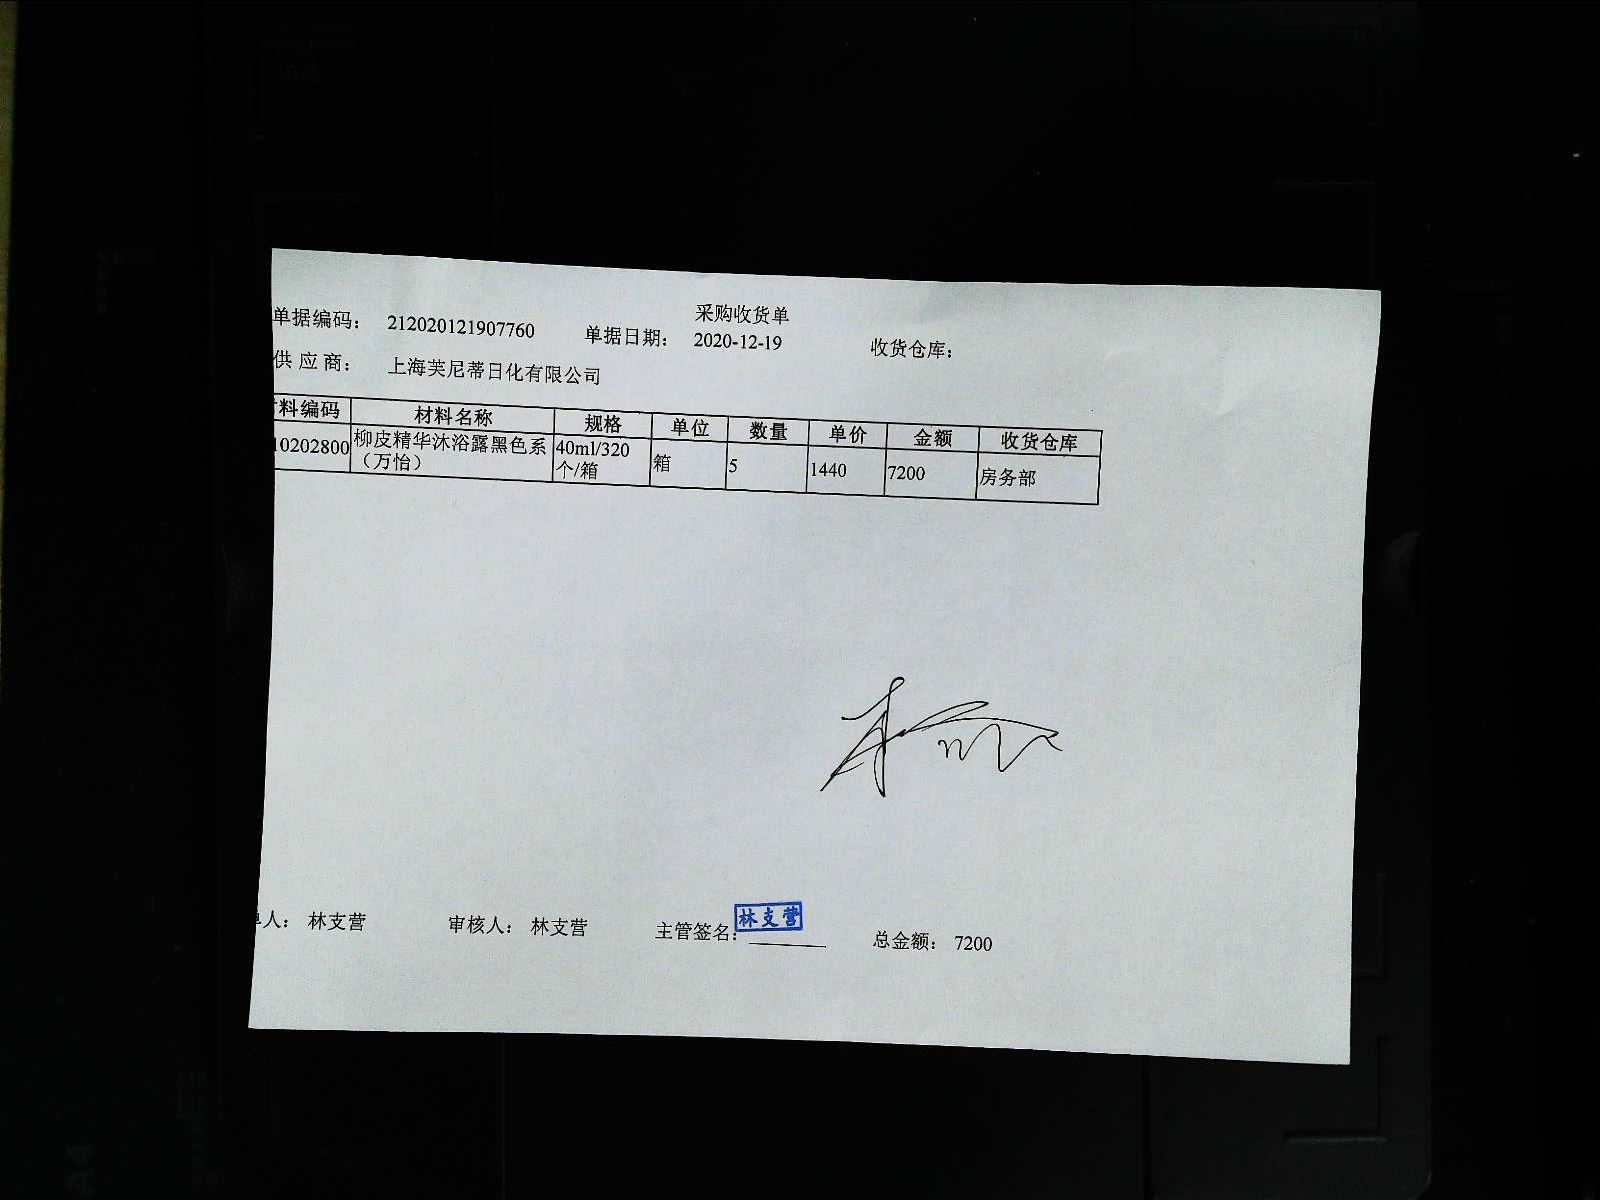 采购收货单
单据编码： 212020121907760 单据日期： 2020-12-19 收货仓库：
供 应 商： 上海芙尼蒂日化有限公司
料编码 材料名称 规格 单位 数量 单价 金额 收货仓库
10202800 柳皮精华沐浴露黑色系（万怡） 40ml/320个/箱 箱 5 1440 7200 房务部
人： 林支营 审核人： 林支营 主管签名： 林支营 总金额： 7200